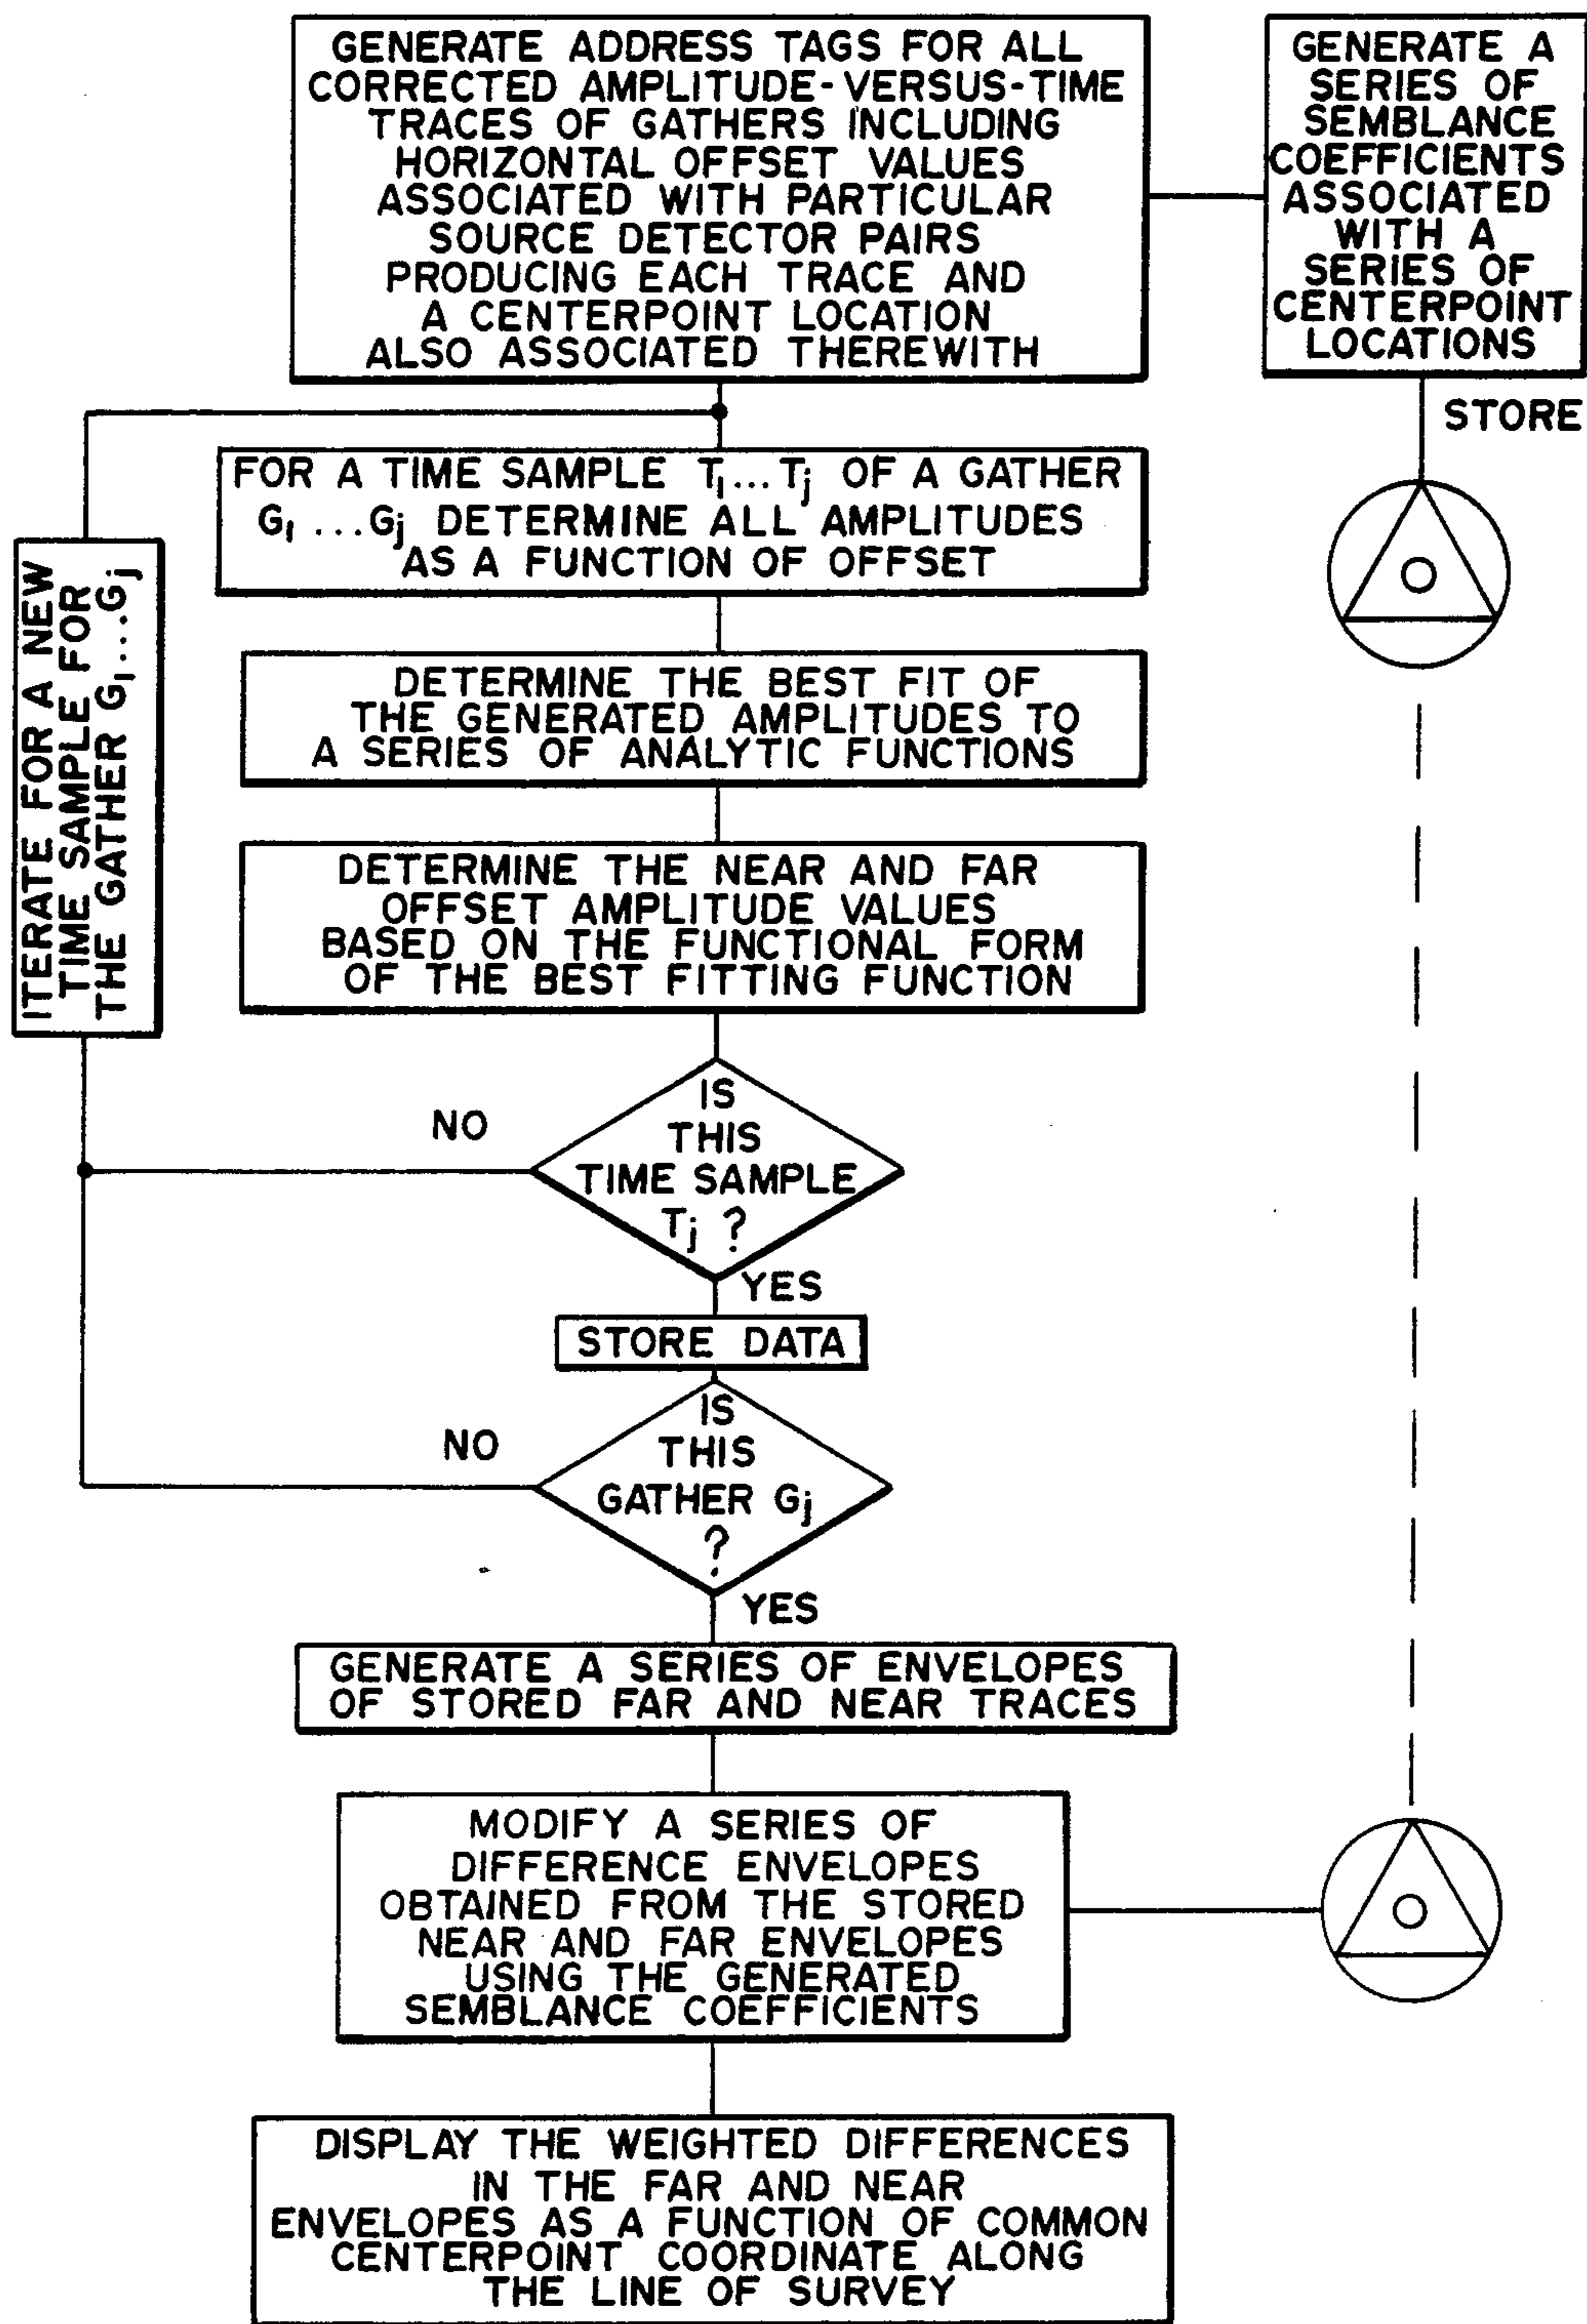 GENERATE ADDRESS TAGS FOR ALL
CORRECTED AMPLITUDE-VERSUS-TIME
TRACES OF GATHERS INCLUDING
HORIZONTAL OFFSET VALUES
ASSOCIATED WITH PARTICULAR
SOURCE DETECTOR PAIRS
PRODUCING EACH TRACE AND
A CENTERPOINT LOCATION
ALSO ASSOCIATED THEREWITH
GENERATE A
SERIES OF
SEMBLANCE
COEFFICIENTS
ASSOCIATED
WITH A
SERIES OF
CENTERPOINT
LOCATIONS
STORE
FOR A TIME SAMPLE T₁...Tⱼ OF A GATHER
G₁ ...Gⱼ DETERMINE ALL AMPLITUDES
AS A FUNCTION OF OFFSET
ITERATE FOR A NEW
TIME SAMPLE FOR
THE GATHER G₁...Gⱼ
DETERMINE THE BEST FIT OF
THE GENERATED AMPLITUDES TO
A SERIES OF ANALYTIC FUNCTIONS
DETERMINE THE NEAR AND FAR
OFFSET AMPLITUDE VALUES
BASED ON THE FUNCTIONAL FORM
OF THE BEST FITTING FUNCTION
IS
THIS
TIME SAMPLE
Tⱼ ?
NO
YES
STORE DATA
IS
THIS
GATHER Gⱼ
?
NO
YES
GENERATE A SERIES OF ENVELOPES
OF STORED FAR AND NEAR TRACES
MODIFY A SERIES OF
DIFFERENCE ENVELOPES
OBTAINED FROM THE STORED
NEAR AND FAR ENVELOPES
USING THE GENERATED
SEMBLANCE COEFFICIENTS
DISPLAY THE WEIGHTED DIFFERENCES
IN THE FAR AND NEAR
ENVELOPES AS A FUNCTION OF COMMON
CENTERPOINT COORDINATE ALONG
THE LINE OF SURVEY